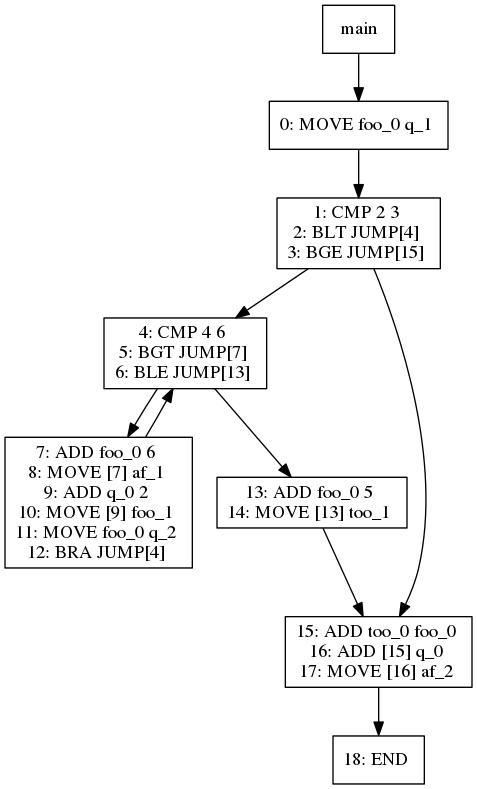 main
0: MOVE foo_0 q_1
1: CMP 2 3
2: BLT JUMP[4]
3: BGE JUMP[15]
4: CMP 4 6
5: BGT JUMP[7]
6: BLE JUMP[13]
7: ADD foo_0 6
8: MOVE [7] af_1
9: ADD q_0 2
10: MOVE [9] foo_1
11: MOVE foo_0 q_2
12: BRA JUMP[4]
13: ADD foo_0 5
14: MOVE [13] too_1
15: ADD too_0 foo_0
16: ADD [15] q_0
17: MOVE [16] af_2
18: END